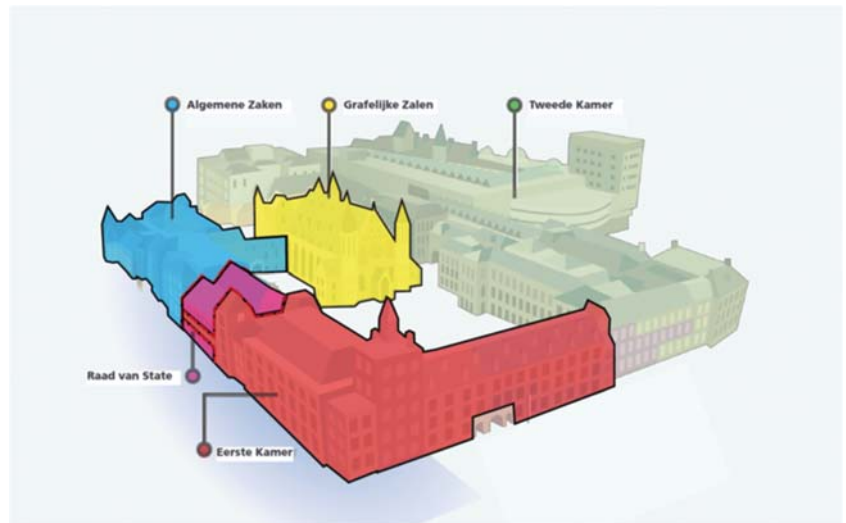 Algemene Zaken
Grafelijke Zalen
Tweede Kamer
Raad van State
Eerste Kamer